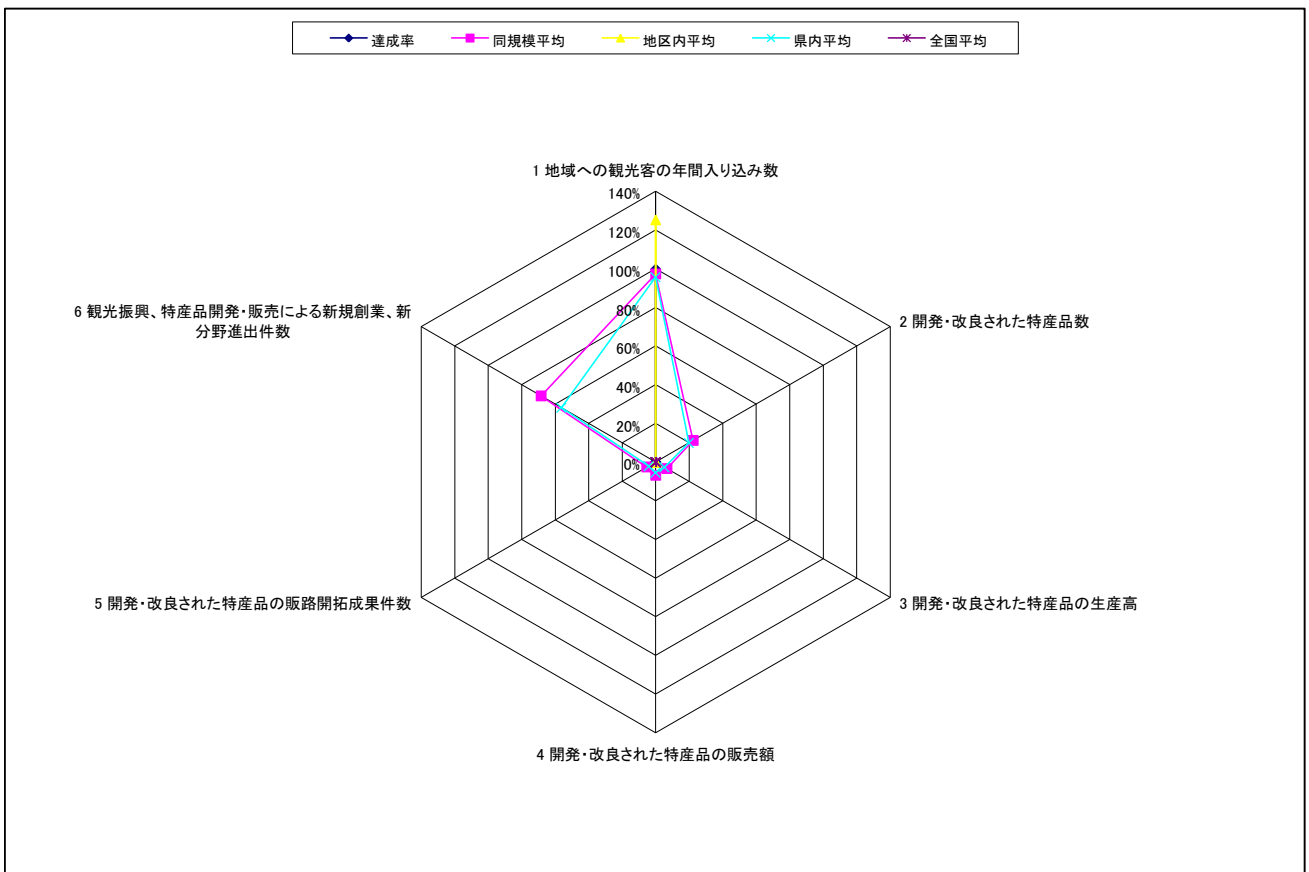 達成率 同規模平均 地区内平均 県内平均 全国平均
1 地域への観光客の年間入り込み数
140%
120%
100%
80%
60%
40%
20%
0%
2 開発・改良された特産品数
3 開発・改良された特産品の生産高
4 開発・改良された特産品の販売額
5 開発・改良された特産品の販路開拓成果件数
6 観光振興、特産品開発・販売による新規創業、新
分野進出件数